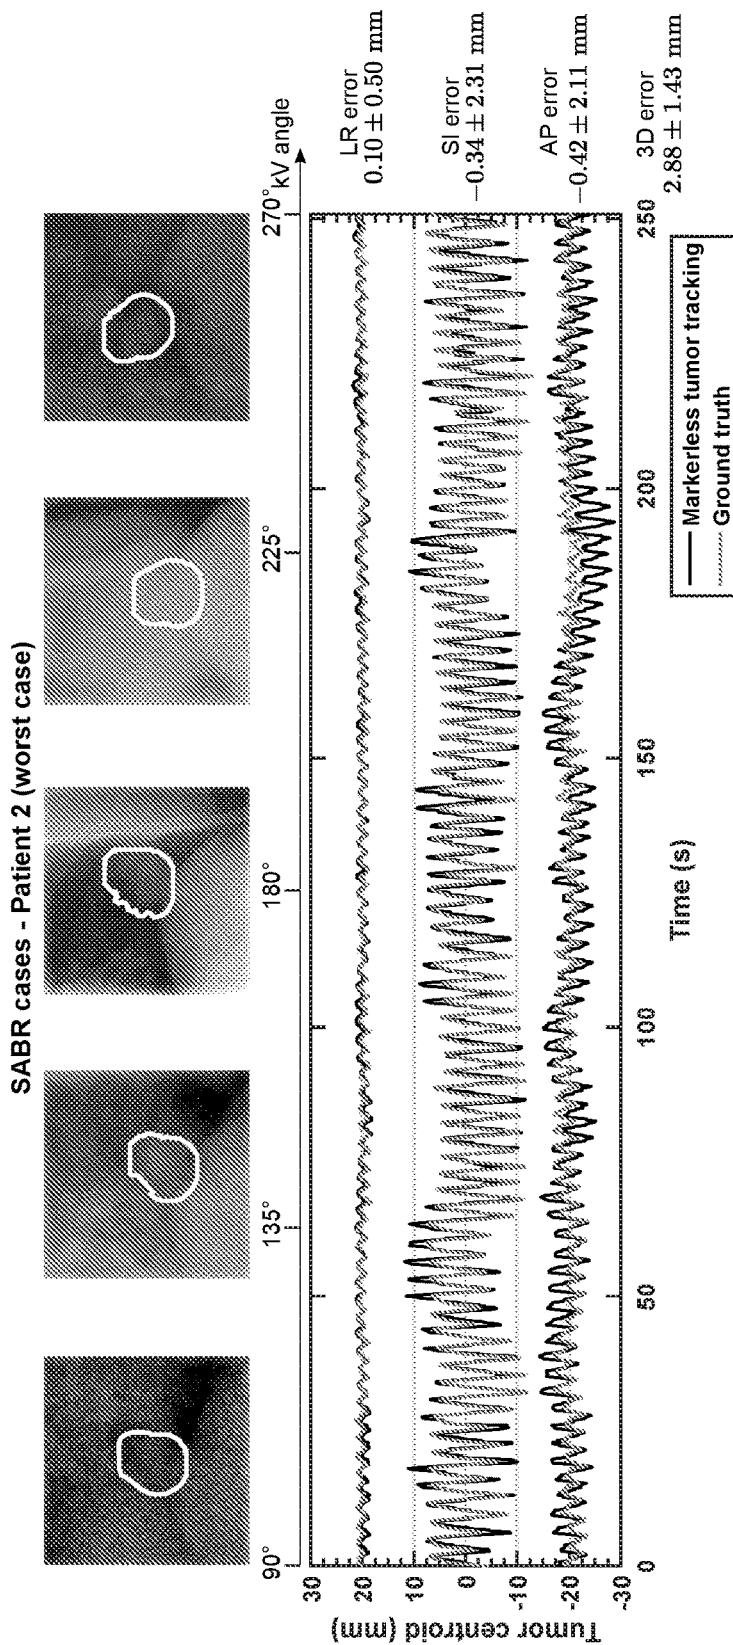 SABR cases - Patient 2 (worst case)
90°
135°
180°
225°
270°
kV angle
30
20
10
0
-10
-20
-30
Tumor centroid (mm)
LR error
0.10 ± 0.50 mm
SI error
−0.34 ± 2.31 mm
AP error
−0.42 ± 2.11 mm
3D error
2.88 ± 1.43 mm
0
50
100
150
200
250
Time (s)
Markerless tumor tracking
Ground truth